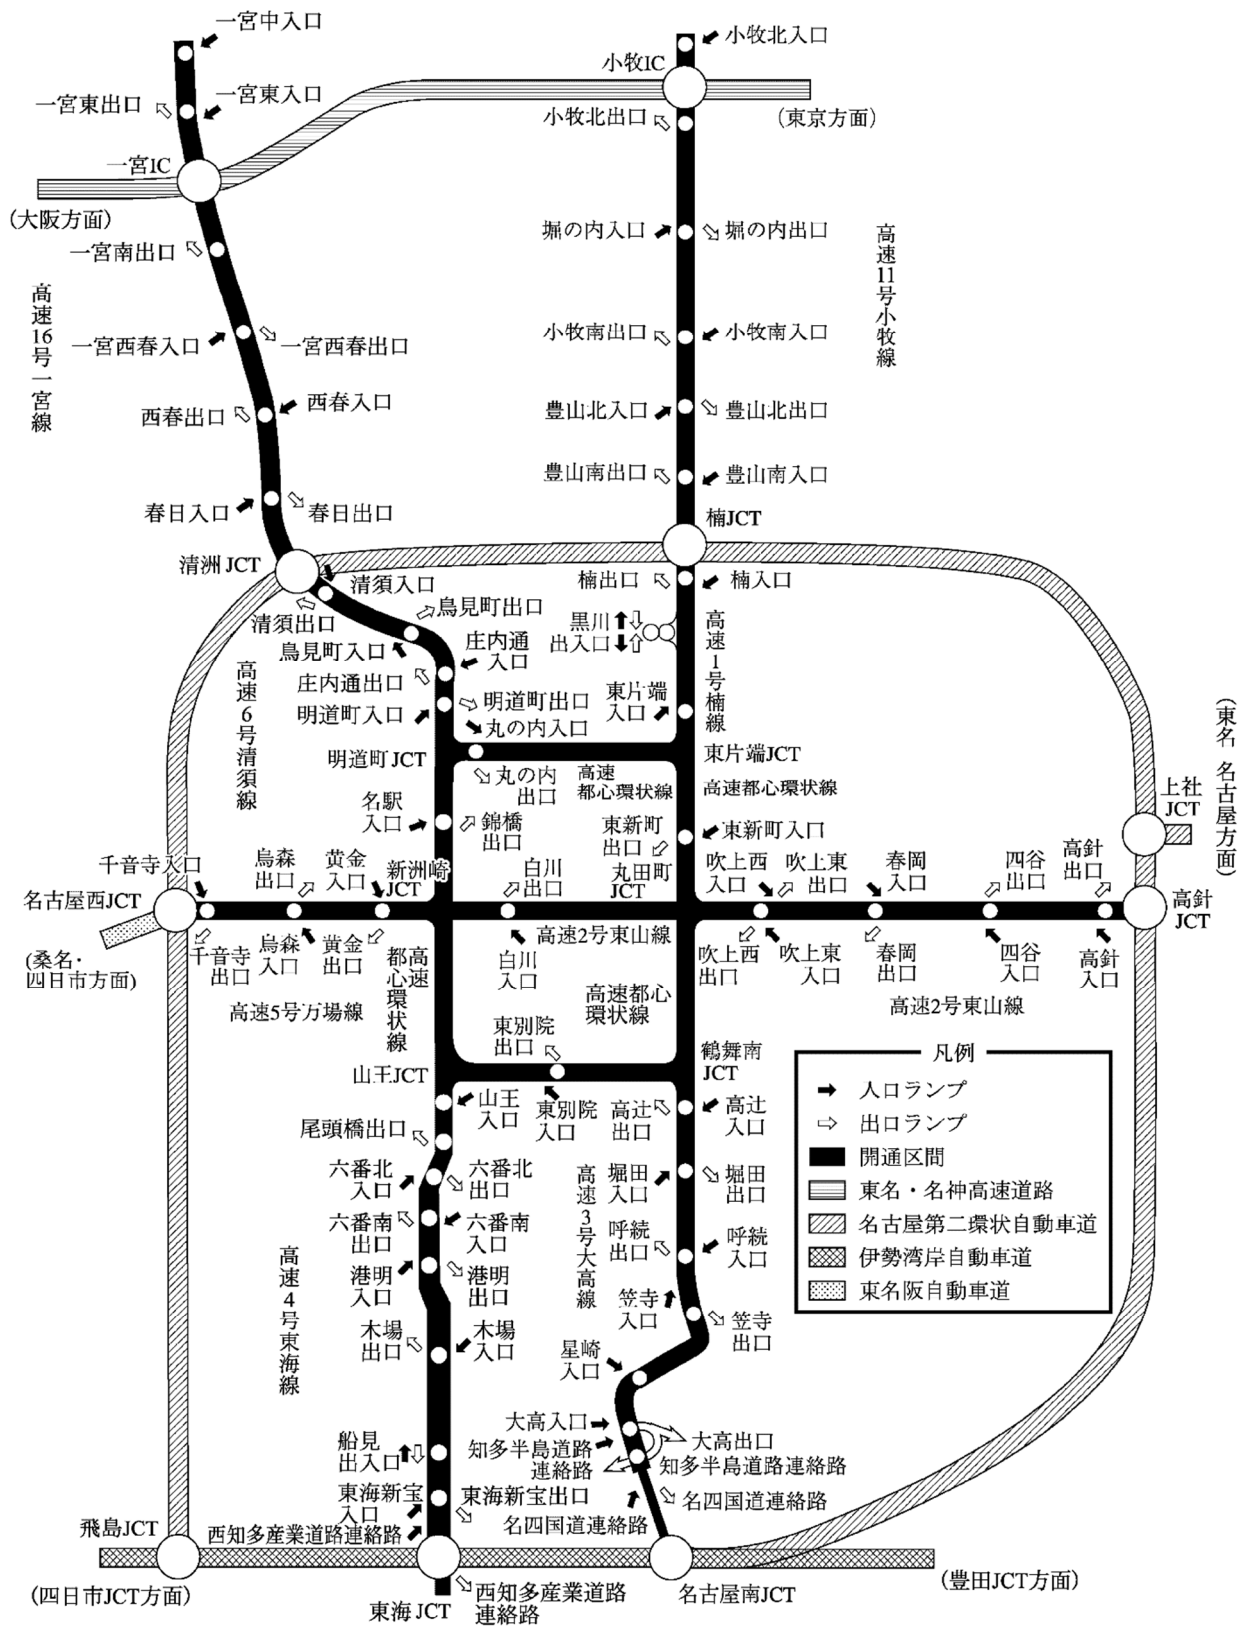 一宮中入口
小牧北入口
小牧IC
一宮東出口
一宮東入口
小牧北出口
(東京方面)
一宮IC
(大阪方面)
一宮南出口
堀の内入口
堀の内出口
高速11号小牧線
高速16号一宮線
一宮西春入口
一宮西春出口
小牧南出口
小牧南入口
西春出口
西春入口
豊山北入口
豊山北出口
豊山南出口
豊山南入口
春日入口
春日出口
楠JCT
清洲JCT
清須入口
楠出口
楠入口
清須出口
鳥見町出口
黒川
出入口
高速1号楠線
鳥見町入口
庄内通
入口
高速6号清須線
庄内通出口
明道町出口
東片端
入口
明道町入口
丸の内入口
(東名 名古屋方面)
明道町JCT
東片端JCT
丸の内
出口
高速
都心環状線
高速都心環状線
上社
JCT
名駅
入口
錦橋
出口
東新町
出口
東新町入口
千音寺入口
烏森
出口
黄金
入口
新洲崎
JCT
白川
出口
丸田町
JCT
吹上西
入口
吹上東
出口
春岡
入口
四谷
出口
高針
出口
名古屋西JCT
高針
JCT
(桑名・
四日市方面)
千音寺
出口
烏森
入口
黄金
出口
高速
都心環状線
白川
入口
高速2号東山線
吹上西
出口
吹上東
入口
春岡
出口
四谷
入口
高針
入口
高速5号万場線
高速都心
環状線
高速2号東山線
東別院
出口
山王JCT
鶴舞南
JCT
凡例
山王
入口
東別院
入口
高辻
出口
高辻
入口
人口ランプ
出口ランプ
尾頭橋出口
開通区間
六番北
入口
六番北
出口
高速3号大高線
堀田
入口
堀田
出口
東名・名神高速道路
六番南
出口
六番南
入口
呼続
出口
呼続
入口
名古屋第二環状自動車道
高速4号東海線
港明
入口
港明
出口
伊勢湾岸自動車道
東名阪自動車道
笠寺
入口
笠寺
出口
木場
出口
木場
入口
星崎
入口
大高入口
大高出口
船見
出入口
知多半島道路
連絡路
知多半島道路連絡路
東海新宝
入口
東海新宝出口
名四国道連絡路
名四国道連絡路
飛島JCT
西知多産業道路連絡路
(四日市JCT方面)
東海JCT
西知多産業道路
連絡路
名古屋南JCT
(豊田JCT方面)